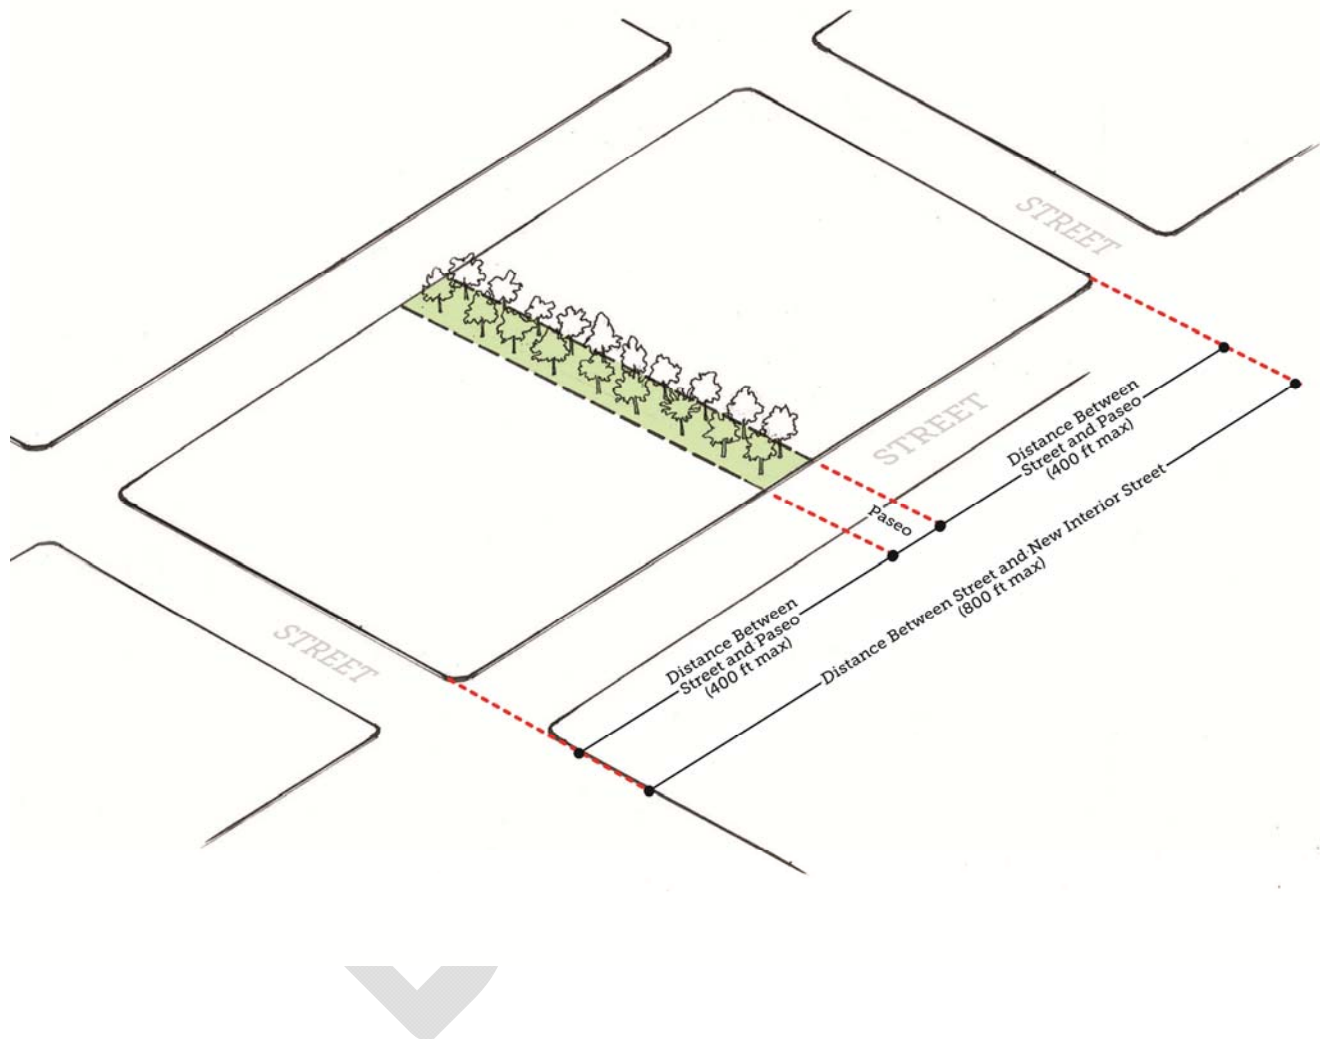 STREET
STREET
Distance Between
Street and Paseo
(400 ft max)
Paseo
Distance Between Street and New Interior Street
(800 ft max)
Distance Between
Street and Paseo
(400 ft max)
STREET